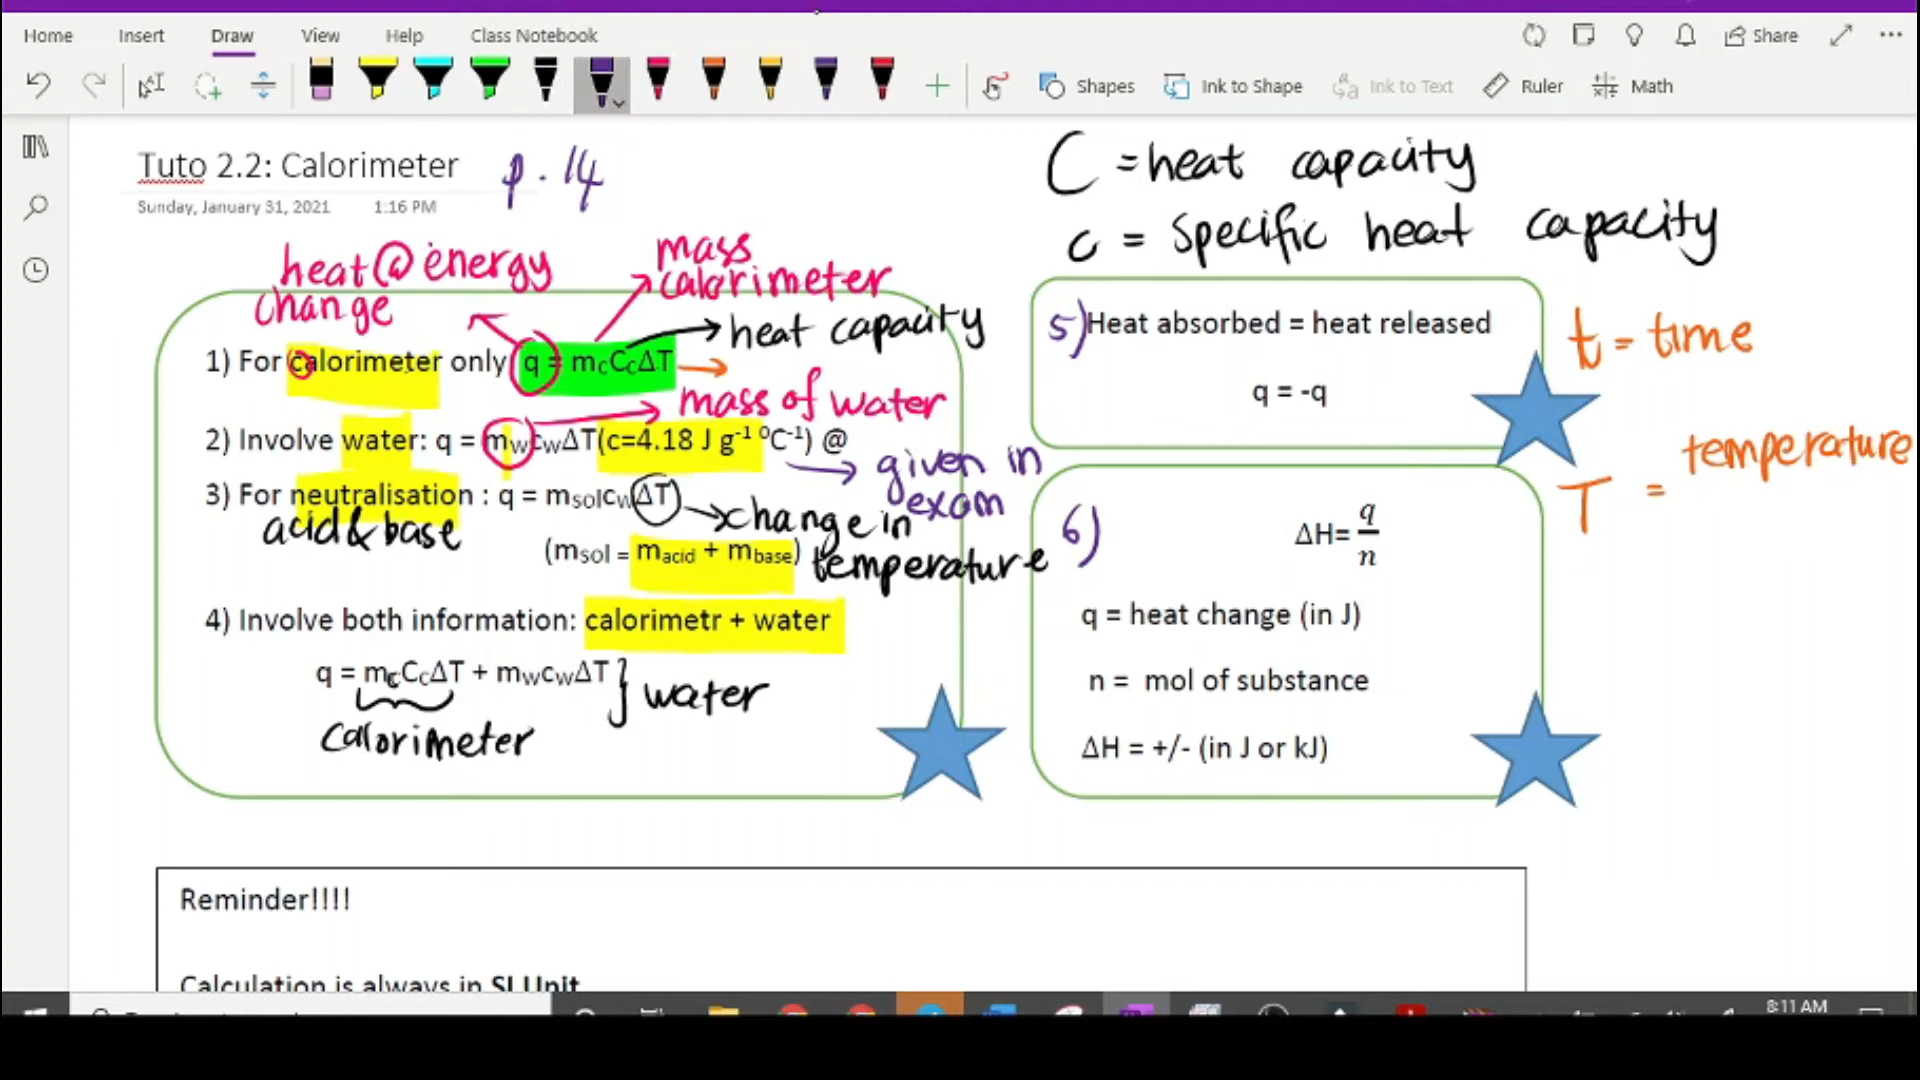 Home Insert Draw View Help Class Notebook Share
Shapes Ink to Shape Ink to Text Ruler Math
Tuto 2.2: Calorimeter p.14
Sunday, January 31, 2021 1:16 PM
C = heat capacity
c = specific heat capacity
heat@energy change
mass calorimeter
heat capacity
1) For calorimeter only q = mcCcΔT
mass of water
2) Involve water: q = mwcwΔT(c=4.18 J g-1 0C-1) @
given in exam
3) For neutralisation : q = msolcwΔT
acid & base
change in temperature
(msol = macid + mbase)
4) Involve both information: calorimetr + water
q = mcCcΔT + mwcwΔT } water
calorimeter
5) Heat absorbed = heat released
q = -q
t = time
T = temperature
6) ΔH= q/n
q = heat change (in J)
n = mol of substance
ΔH = +/- (in J or kJ)
Reminder!!!!
Calculation is always in SI Unit
8:11 AM